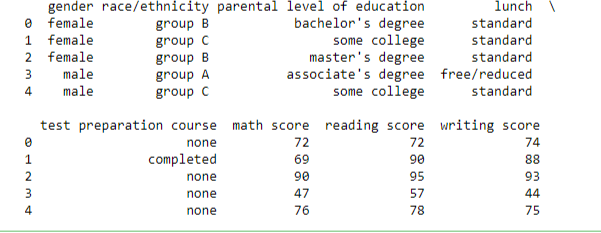 gender race/ethnicity parental level of education lunch \
0 female group B bachelor's degree standard
1 female group C some college standard
2 female group B master's degree standard
3 male group A associate's degree free/reduced
4 male group C some college standard
test preparation course math score reading score writing score
0 none 72 72 74
1 completed 69 90 88
2 none 90 95 93
3 none 47 57 44
4 none 76 78 75